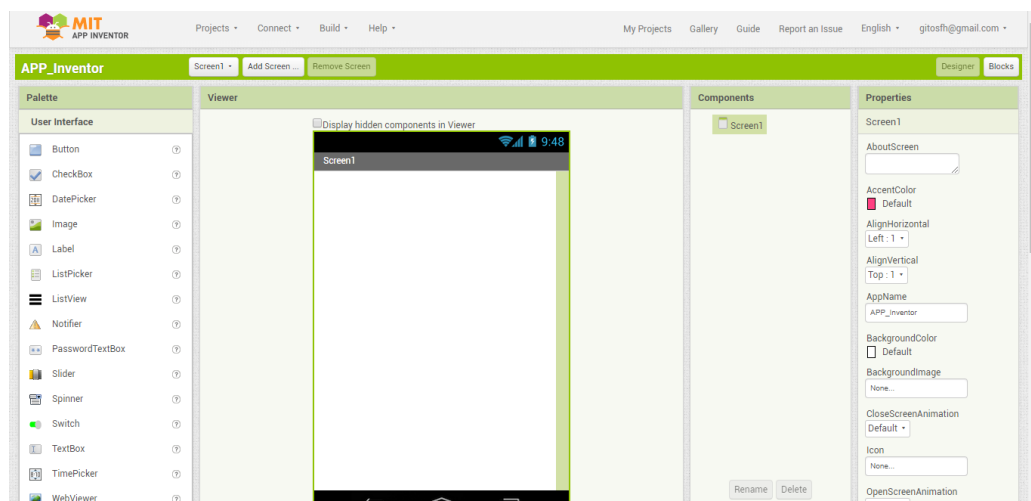 MIT
APP INVENTOR
Projects Connect Build Help
My Projects Gallery Guide Report an Issue English gitosfh@gmail.com
APP_Inventor
Screen1 Add Screen ... Remove Screen
Designer Blocks
Palette
User Interface
Button
CheckBox
DatePicker
Image
Label
ListPicker
ListView
Notifier
PasswordTextBox
Slider
Spinner
Switch
TextBox
TimePicker
WebViewer
Viewer
Display hidden components in Viewer
9:48
Screen1
Components
Screen1
Rename Delete
Properties
Screen1
AboutScreen
AccentColor
Default
AlignHorizontal
Left : 1
AlignVertical
Top : 1
AppName
APP_Inventor
BackgroundColor
Default
BackgroundImage
None...
CloseScreenAnimation
Default
Icon
None...
OpenScreenAnimation